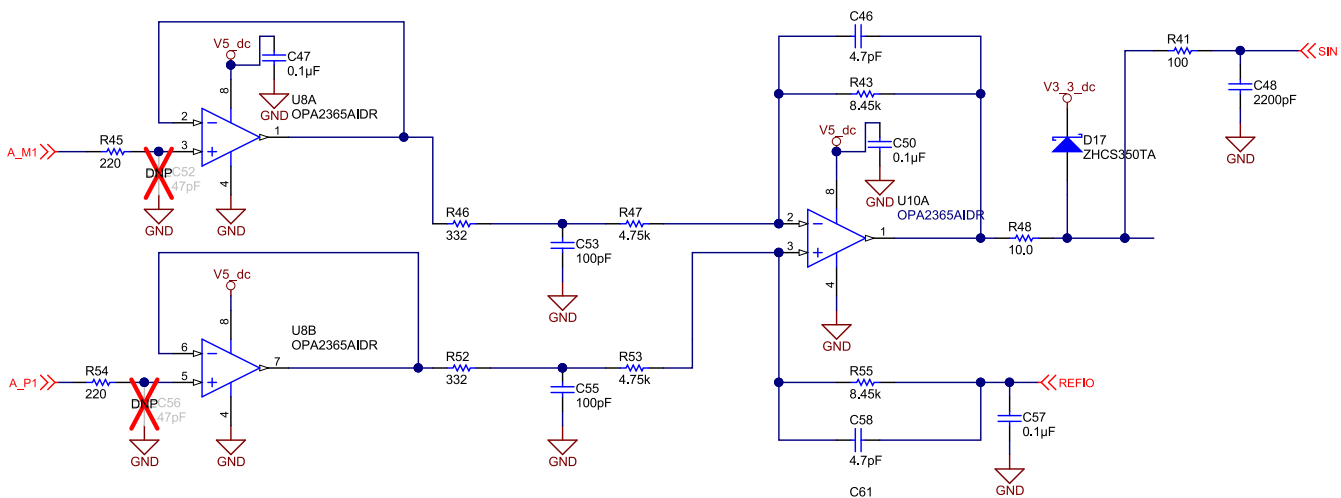 C46
4.7pF
R43
8.45k
R41
100
SIN
C48
2200pF
GND
V3_3_dc
D17
ZHCS350TA
V5_dc
C47
0.1µF
GND
8
U8A
OPA2365AIDR
2
3
1
4
GND
A_M1
R45
220
DNP
C52
47pF
GND
R46
332
C53
100pF
GND
R47
4.75k
V5_dc
C50
0.1µF
GND
8
U10A
OPA2365AIDR
2
3
1
4
GND
R48
10.0
V5_dc
8
U8B
OPA2365AIDR
6
5
7
4
GND
A_P1
R54
220
DNP
C56
47pF
GND
R52
332
C55
100pF
GND
R53
4.75k
R55
8.45k
C58
4.7pF
REFIO
C57
0.1µF
GND
C61